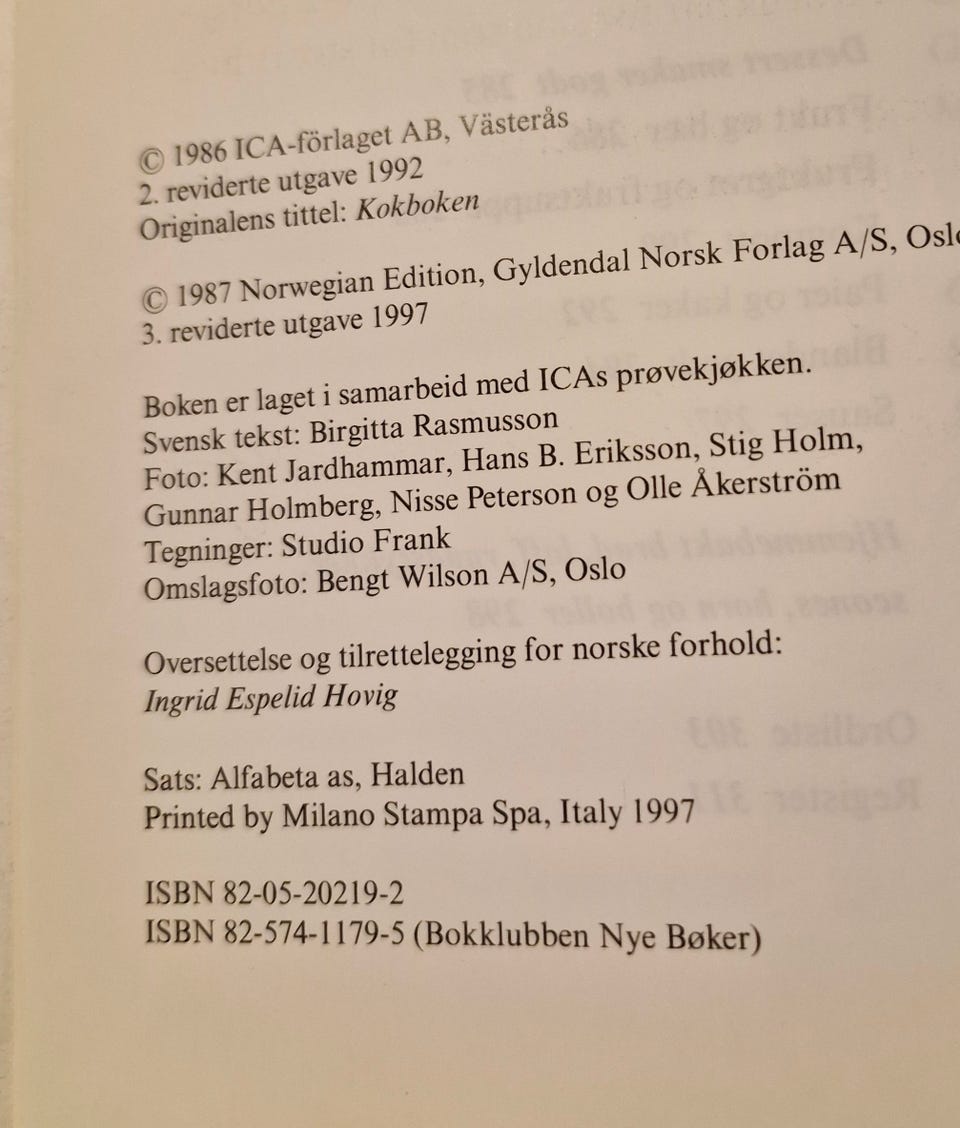 © 1986 ICA-förlaget AB, Västerås
2. reviderte utgave 1992
Originalens tittel: Kokboken
© 1987 Norwegian Edition, Gyldendal Norsk Forlag A/S, Oslo
3. reviderte utgave 1997
Boken er laget i samarbeid med ICAs prøvekjøkken.
Svensk tekst: Birgitta Rasmusson
Foto: Kent Jardhammar, Hans B. Eriksson, Stig Holm,
Gunnar Holmberg, Nisse Peterson og Olle Åkerström
Tegninger: Studio Frank
Omslagsfoto: Bengt Wilson A/S, Oslo
Oversettelse og tilrettelegging for norske forhold:
Ingrid Espelid Hovig
Sats: Alfabeta as, Halden
Printed by Milano Stampa Spa, Italy 1997
ISBN 82-05-20219-2
ISBN 82-574-1179-5 (Bokklubben Nye Bøker)